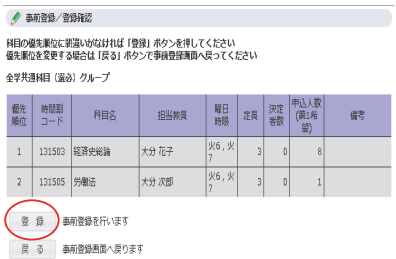 事前登録／登録確認
科目の優先順位に間違いがなければ「登録」ボタンを押してください
優先順位を変更する場合は「戻る」ボタンで事前登録画面へ戻ってください
全学共通科目（選必）グループ
優先順位 時間割コード 科目名 担当教員 曜日時限 定員 決定者数 申込人数(第1希望) 備考
1 131503 経済史総論 大分 花子 火6，火7 3 0 8
2 131505 労働法 大分 次郎 火6，火7 3 0 1
登 録 事前登録を行います
戻 る 事前登録画面へ戻ります